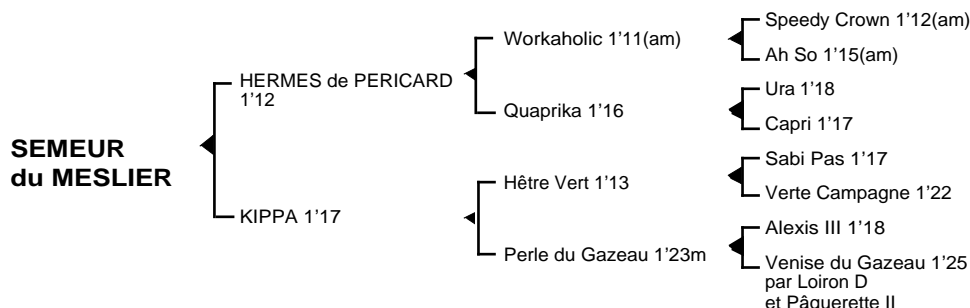 SEMEUR
du MESLIER
HERMES de PERICARD
1’12
KIPPA 1’17
Workaholic 1’11(am)
Quaprika 1’16
Hêtre Vert 1’13
Perle du Gazeau 1’23m
Speedy Crown 1’12(am)
Ah So 1’15(am)
Ura 1’18
Capri 1’17
Sabi Pas 1’17
Verte Campagne 1’22
Alexis III 1’18
Venise du Gazeau 1’25
par Loiron D
et Pâquerette II